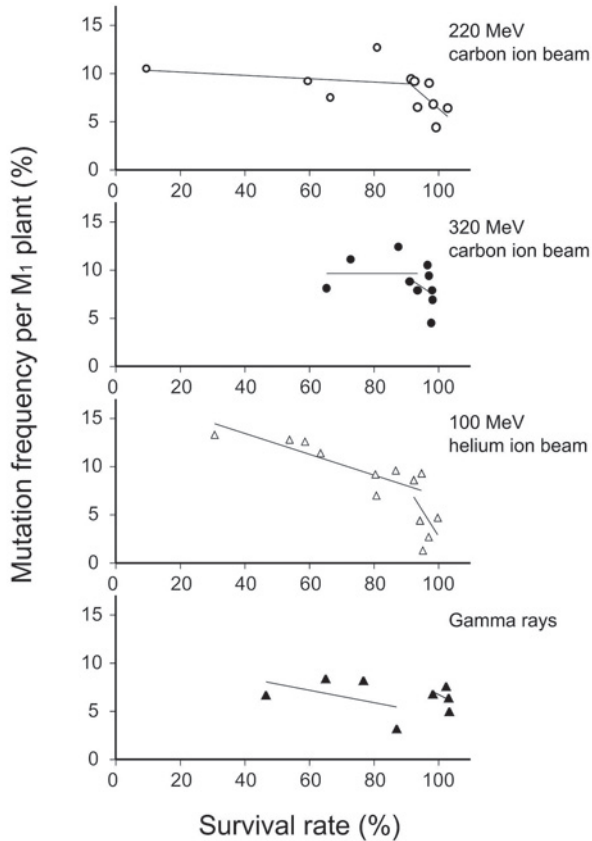 Mutation frequency per M₁ plant (%)
220 MeV
carbon ion beam
15
10
5
0
0 20 40 60 80 100
320 MeV
carbon ion beam
15
10
5
0
0 20 40 60 80 100
100 MeV
helium ion beam
15
10
5
0
0 20 40 60 80 100
Gamma rays
15
10
5
0
0 20 40 60 80 100
Survival rate (%)